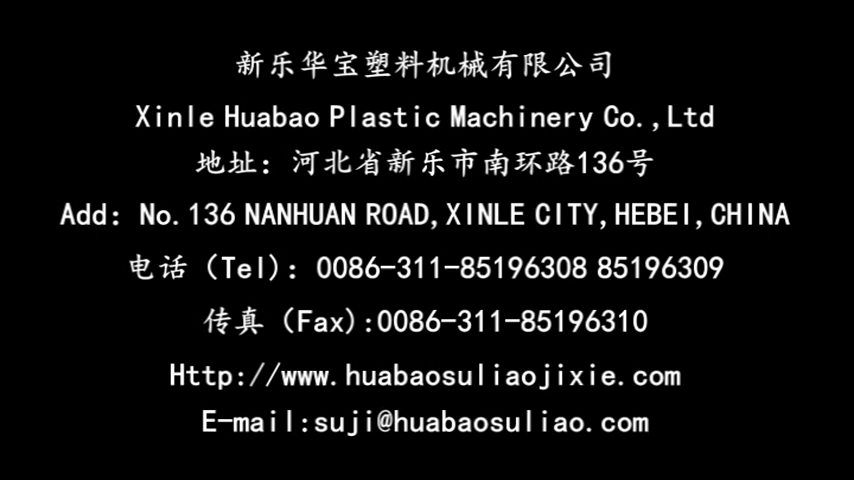 新乐华宝塑料机械有限公司
Xinle Huabao Plastic Machinery Co.,Ltd
地址：河北省新乐市南环路136号
Add: No.136 NANHUAN ROAD,XINLE CITY,HEBEI,CHINA
电话（Tel): 0086-311-85196308 85196309
传真（Fax):0086-311-85196310
Http://www.huabaosuliaojixie.com
E-mail:suji@huabaosuliao.com